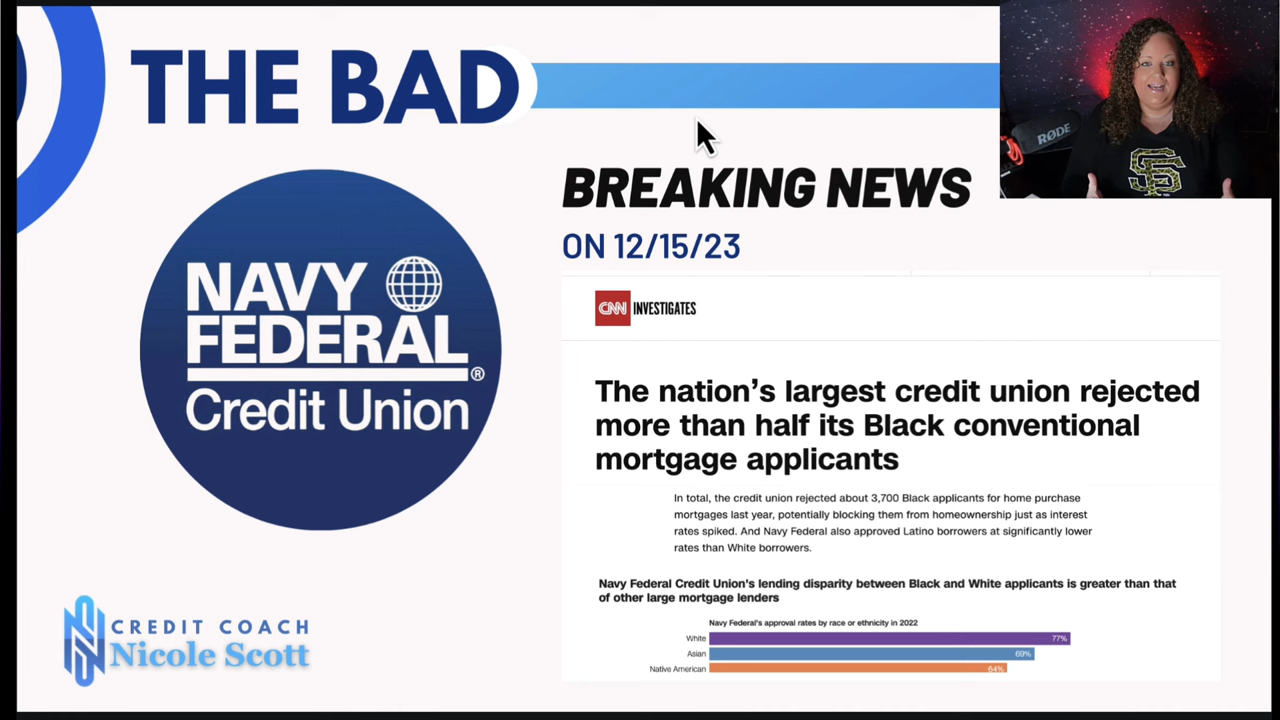 THE BAD
RØDE
SF
BREAKING NEWS
ON 12/15/23
NAVY
FEDERAL®
Credit Union
CNN INVESTIGATES
The nation's largest credit union rejected
more than half its Black conventional
mortgage applicants
In total, the credit union rejected about 3,700 Black applicants for home purchase
mortgages last year, potentially blocking them from homeownership just as interest
rates spiked. And Navy Federal also approved Latino borrowers at significantly lower
rates than White borrowers.
Navy Federal Credit Union's lending disparity between Black and White applicants is greater than that
of other large mortgage lenders
Navy Federal's approval rates by race or ethnicity in 2022
White 77%
Asian 69%
Native American 64%
CREDIT COACH
Nicole Scott